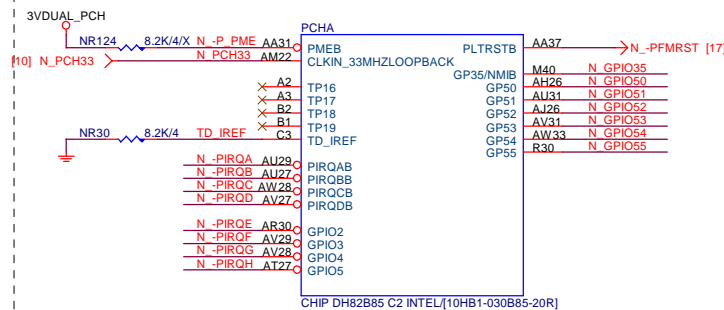 3VDUAL_PCH
PCHA
NR124 8.2K/4/X N_-P_PME AA31 PMEB PLTRSTB AA37 N_-PFMRST [17]
[10] N_PCH33 N_PCH33 AM22 CLKIN_33MHZLOOPBACK
GP35/NMIB M40 N_GPIO35
A2 TP16 GP50 AH26 N_GPIO50
A3 TP17 GP51 AU31 N_GPIO51
B2 TP18 GP52 AJ26 N_GPIO52
B1 TP19 GP53 AV31 N_GPIO53
NR30 8.2K/4 TD_IREF C3 TD_IREF GP54 AW33 N_GPIO54
GP55 R30 N_GPIO55
N_-PIRQA AU29 PIRQAB
N_-PIRQB AU27 PIRQBB
N_-PIRQC AW28 PIRQCB
N_-PIRQD AV27 PIRQDB
N_-PIRQE AR30 GPIO2
N_-PIRQF AV29 GPIO3
N_-PIRQG AV28 GPIO4
N_-PIRQH AT27 GPIO5
CHIP DH82B85 C2 INTEL/[10HB1-030B85-20R]